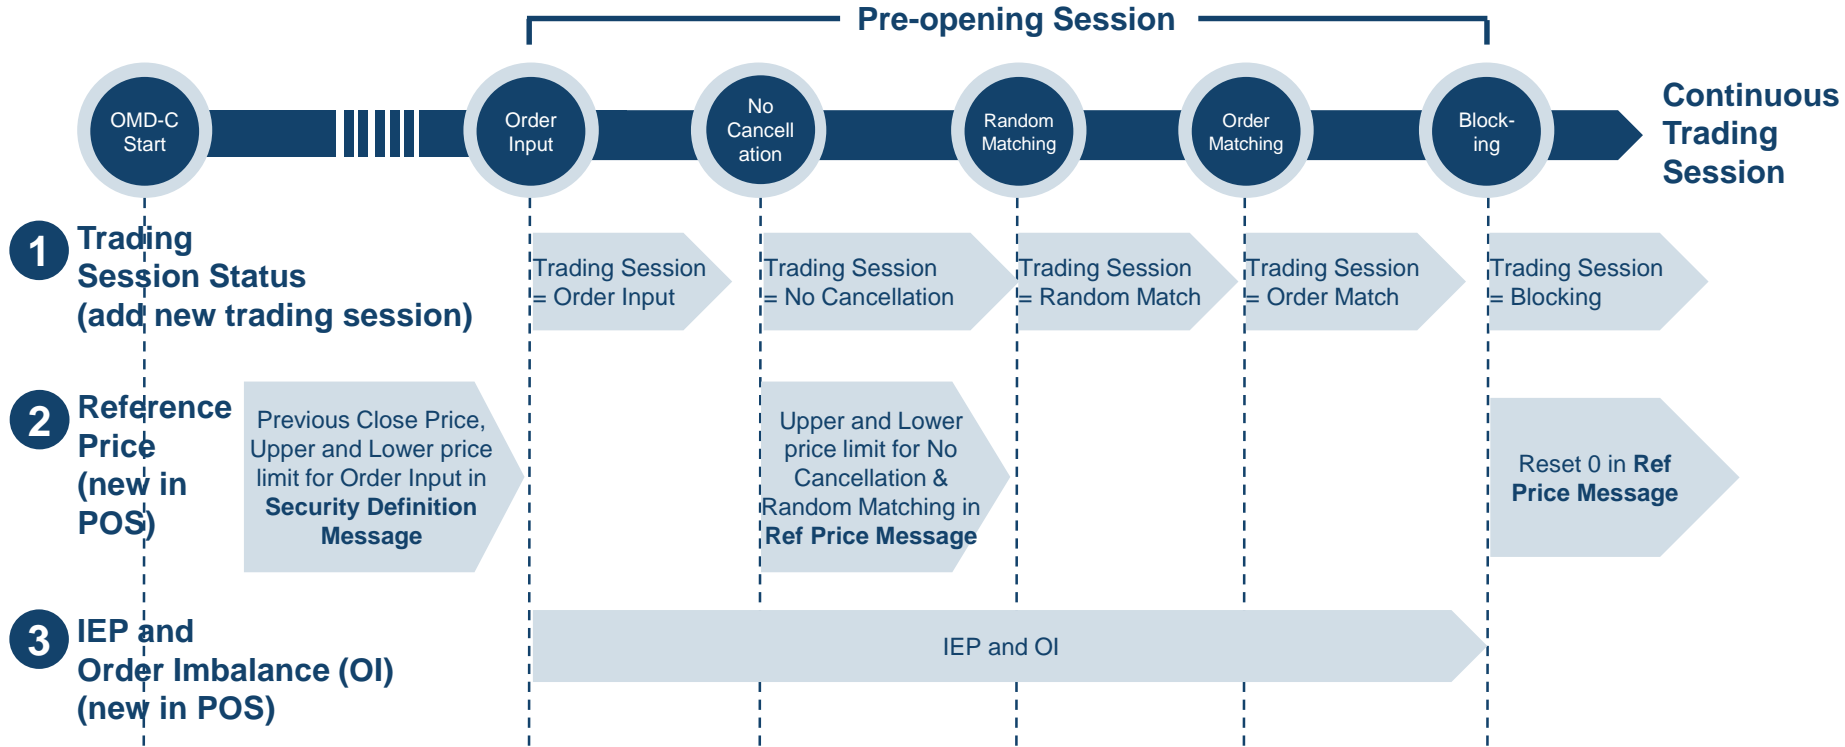 Pre-opening Session
OMD-C
Start
Order
Input
No
Cancell
ation
Random
Matching
Order
Matching
Block-
ing
Continuous
Trading
Session
1
Trading
Session Status
(add new trading session)
Trading Session
= Order Input
Trading Session
= No Cancellation
Trading Session
= Random Match
Trading Session
= Order Match
Trading Session
= Blocking
2
Reference
Price
(new in
POS)
Previous Close Price,
Upper and Lower price
limit for Order Input in
Security Definition
Message
Upper and Lower
price limit for No
Cancellation &
Random Matching in
Ref Price Message
Reset 0 in Ref
Price Message
3
IEP and
Order Imbalance (OI)
(new in POS)
IEP and OI